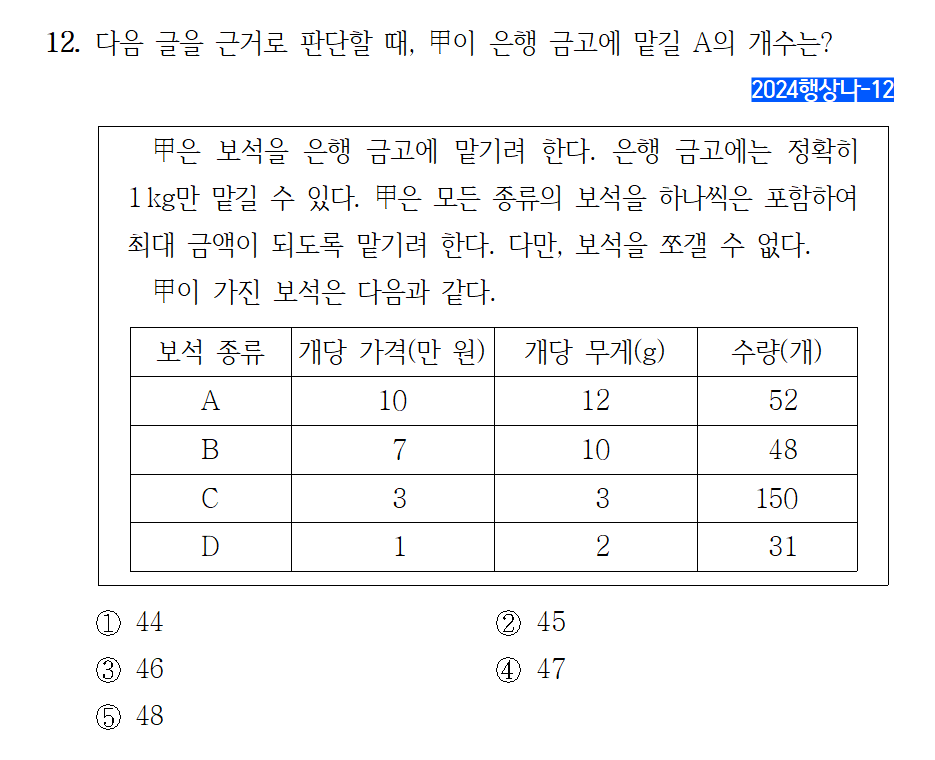 12. 다음 글을 근거로 판단할 때, 甲이 은행 금고에 맡길 A의 개수는?
2024행상나-12
甲은 보석을 은행 금고에 맡기려 한다. 은행 금고에는 정확히
1kg만 맡길 수 있다. 甲은 모든 종류의 보석을 하나씩은 포함하여
최대 금액이 되도록 맡기려 한다. 다만, 보석을 쪼갤 수 없다.
甲이 가진 보석은 다음과 같다.
보석 종류 개당 가격(만 원) 개당 무게(g) 수량(개)
A 10 12 52
B 7 10 48
C 3 3 150
D 1 2 31
① 44 ② 45
③ 46 ④ 47
⑤ 48